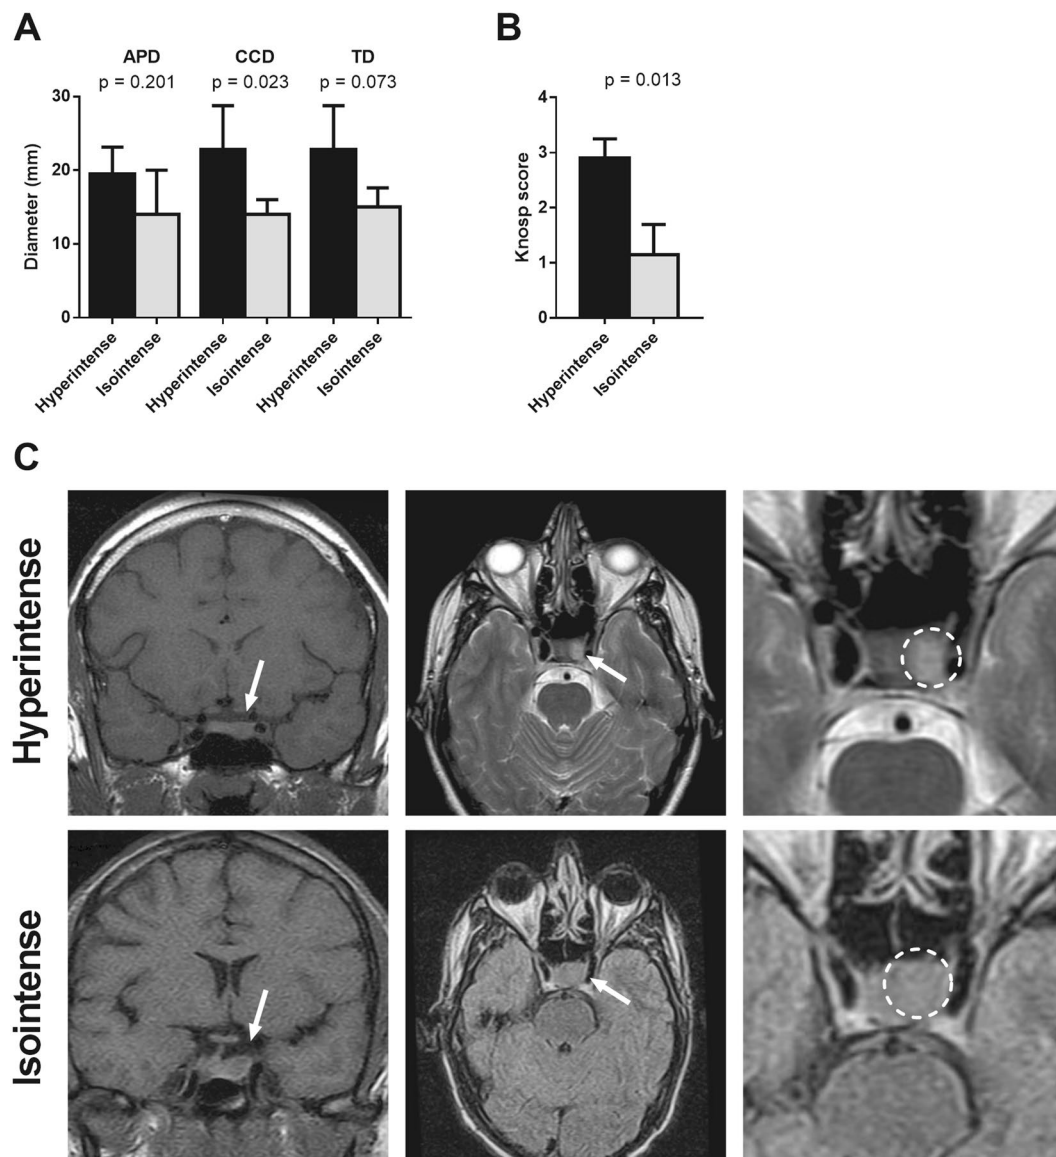 A
APD CCD TD
p = 0.201 p = 0.023 p = 0.073
Diameter (mm)
30
20
10
0
Hyperintense
Isointense
Hyperintense
Isointense
Hyperintense
Isointense
B
p = 0.013
Knosp score
4
3
2
1
0
Hyperintense
Isointense
C
Hyperintense
Isointense